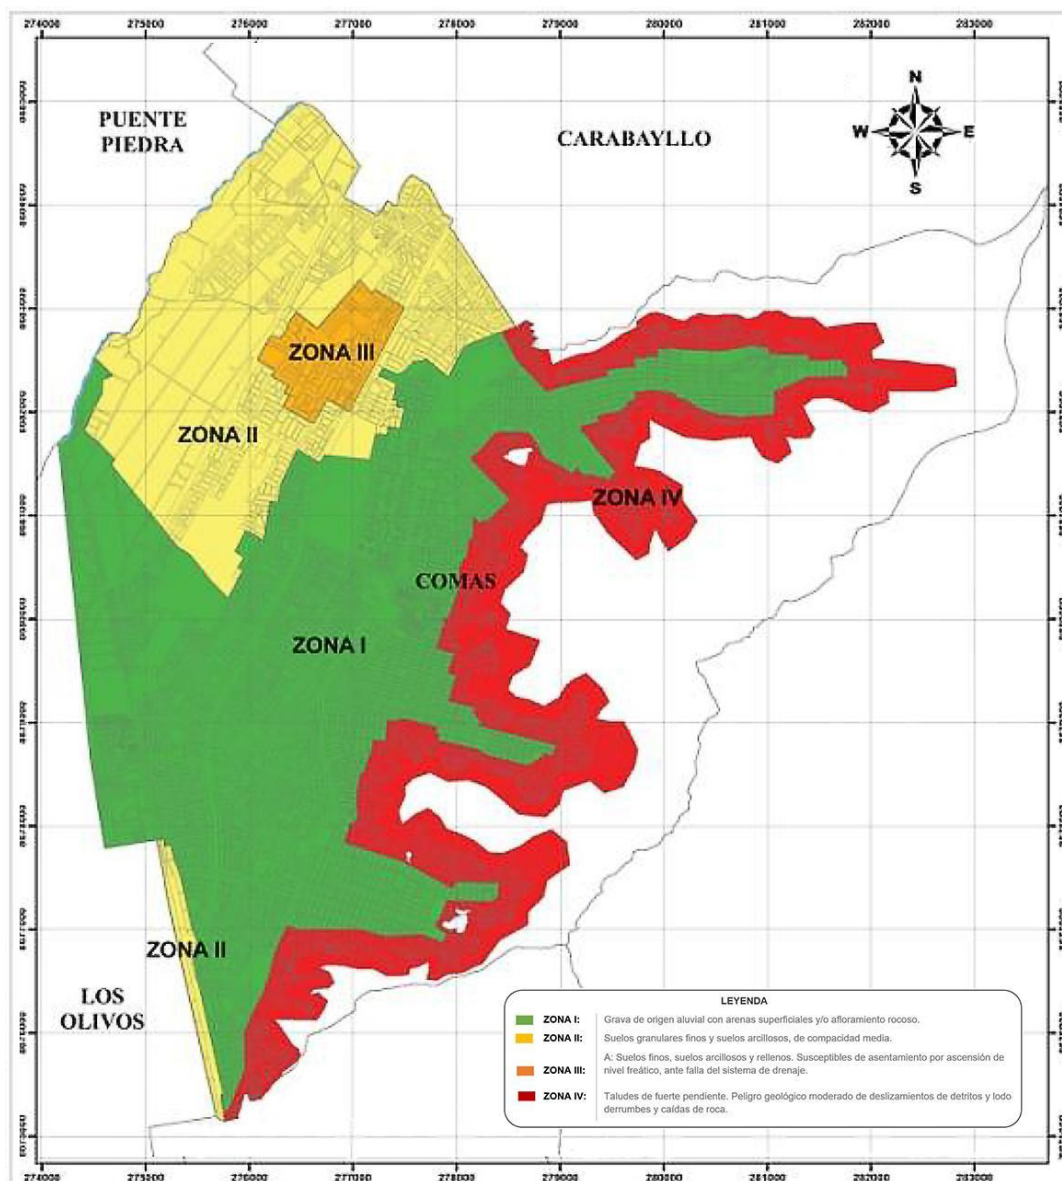 274000 275000 276000 277000 278000 279000 280000 281000 282000 283000
PUENTE
PIEDRA
CARABAYLLO
N
W E
S
ZONA III
ZONA II
ZONA IV
COMAS
ZONA I
ZONA II
LOS
OLIVOS
LEYENDA
ZONA I: Grava de origen aluvial con arenas superficiales y/o afloramiento rocoso.
ZONA II: Suelos granulares finos y suelos arcillosos, de compacidad media.
A: Suelos finos, suelos arcillosos y rellenos. Susceptibles de asentamiento por ascensión de
ZONA III: nivel freático, ante falla del sistema de drenaje.
ZONA IV: Taludes de fuerte pendiente. Peligro geológico moderado de deslizamientos de detritos y lodo
derrumbes y caídas de roca.
274000 275000 276000 277000 278000 279000 280000 281000 282000 283000